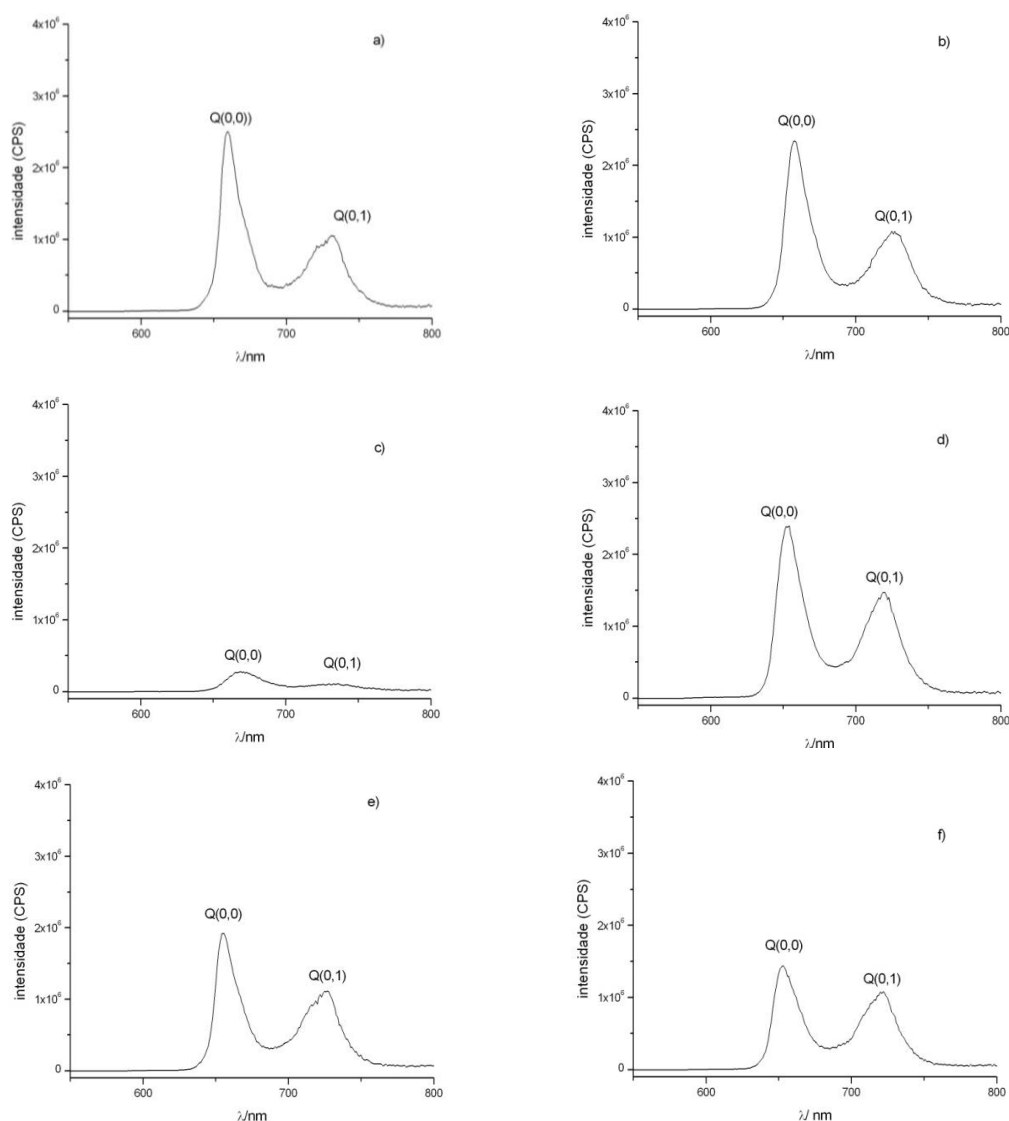 a)
intensidade (CPS)
4x10⁶
3x10⁶
2x10⁶
1x10⁶
0
Q(0,0))
Q(0,1)
600
700
800
λ/nm
b)
intensidade (CPS)
4x10⁶
3x10⁶
2x10⁶
1x10⁶
0
Q(0,0)
Q(0,1)
600
700
800
λ/nm
c)
intensidade (CPS)
4x10⁶
3x10⁶
2x10⁶
1x10⁶
0
Q(0,0)
Q(0,1)
600
700
800
λ/nm
d)
intensidade (CPS)
4x10⁶
3x10⁶
2x10⁶
1x10⁶
0
Q(0,0)
Q(0,1)
600
700
800
λ/nm
e)
intensidade (CPS)
4x10⁶
3x10⁶
2x10⁶
1x10⁶
0
Q(0,0)
Q(0,1)
600
700
800
λ/nm
f)
intensidade (CPS)
4x10⁶
3x10⁶
2x10⁶
1x10⁶
0
Q(0,0)
Q(0,1)
600
700
800
λ/ nm